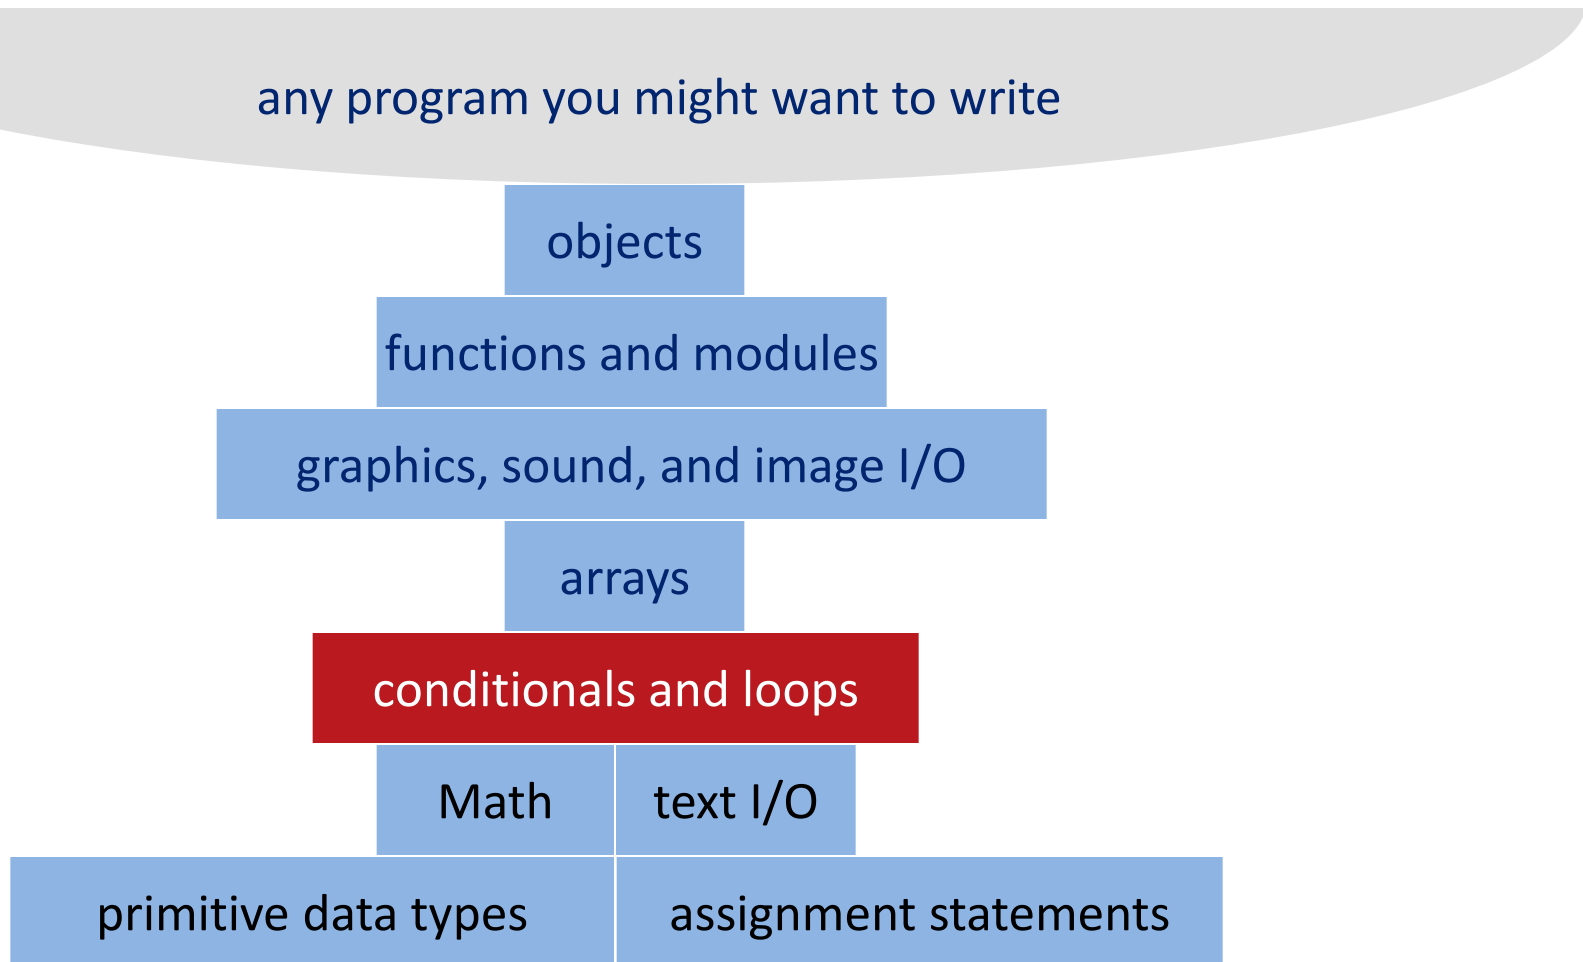 any program you might want to write
objects
functions and modules
graphics, sound, and image I/O
arrays
conditionals and loops
Math
text I/O
primitive data types
assignment statements